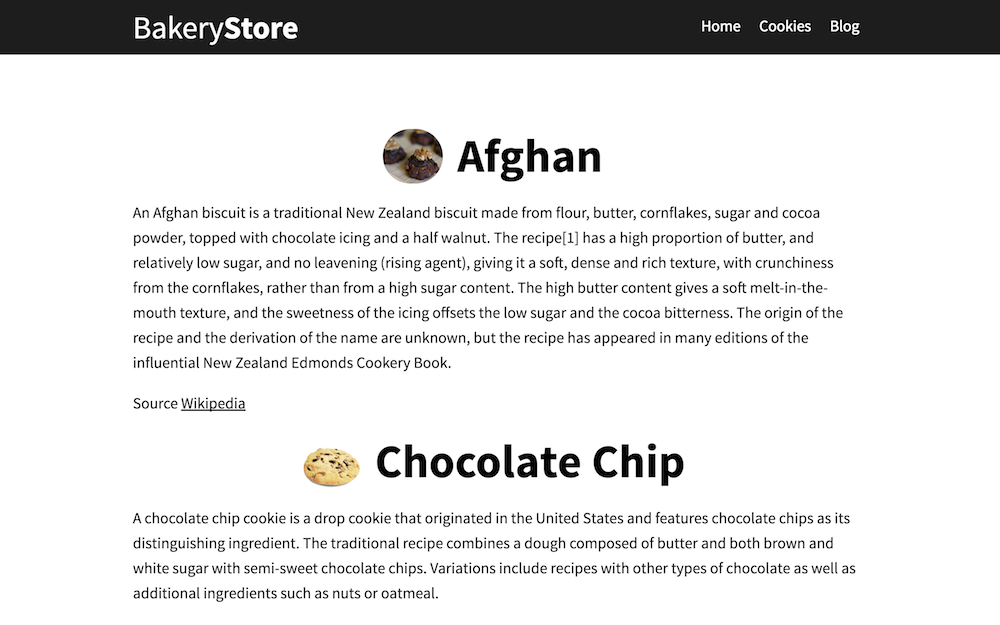 BakeryStore
Home Cookies Blog
Afghan
An Afghan biscuit is a traditional New Zealand biscuit made from flour, butter, cornflakes, sugar and cocoa
powder, topped with chocolate icing and a half walnut. The recipe[1] has a high proportion of butter, and
relatively low sugar, and no leavening (rising agent), giving it a soft, dense and rich texture, with crunchiness
from the cornflakes, rather than from a high sugar content. The high butter content gives a soft melt-in-the-
mouth texture, and the sweetness of the icing offsets the low sugar and the cocoa bitterness. The origin of the
recipe and the derivation of the name are unknown, but the recipe has appeared in many editions of the
influential New Zealand Edmonds Cookery Book.
Source Wikipedia
Chocolate Chip
A chocolate chip cookie is a drop cookie that originated in the United States and features chocolate chips as its
distinguishing ingredient. The traditional recipe combines a dough composed of butter and both brown and
white sugar with semi-sweet chocolate chips. Variations include recipes with other types of chocolate as well as
additional ingredients such as nuts or oatmeal.